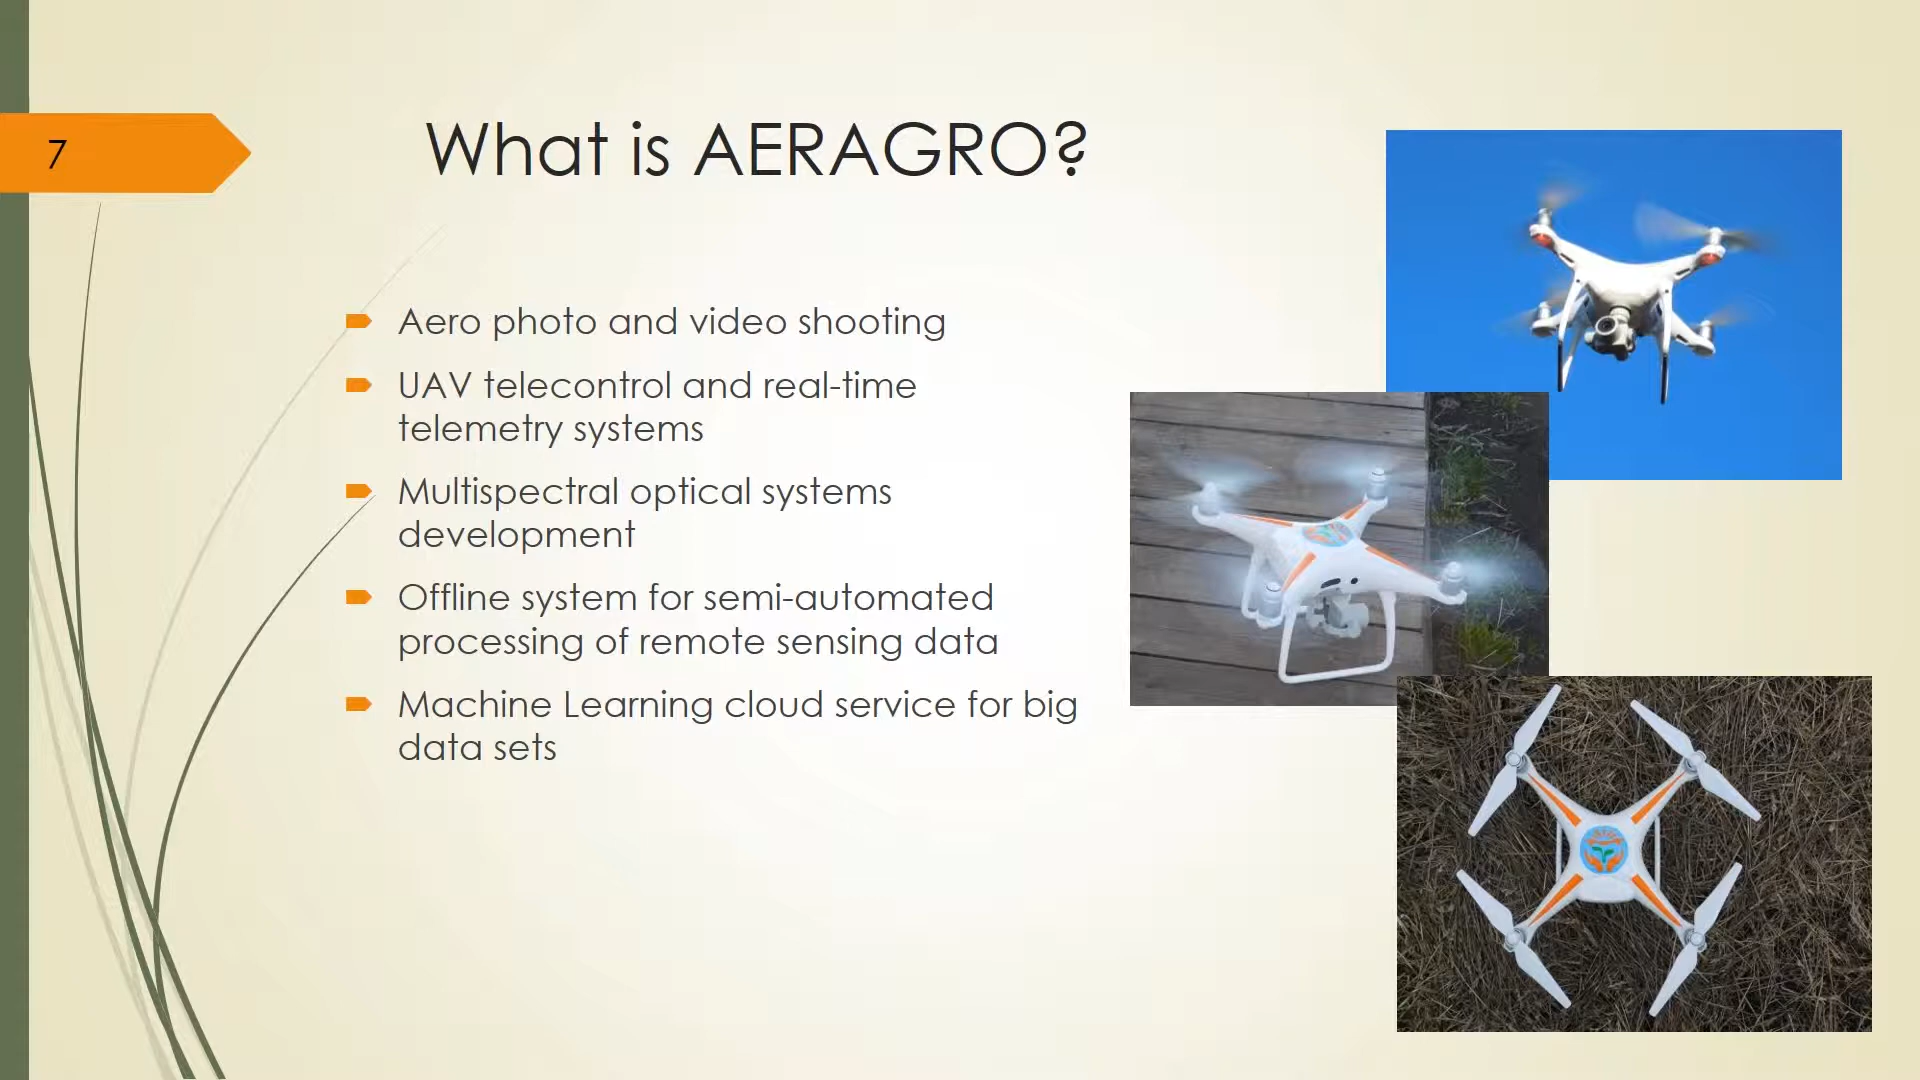 7
What is AERAGRO?
Aero photo and video shooting
UAV telecontrol and real-time
telemetry systems
Multispectral optical systems
development
Offline system for semi-automated
processing of remote sensing data
Machine Learning cloud service for big
data sets